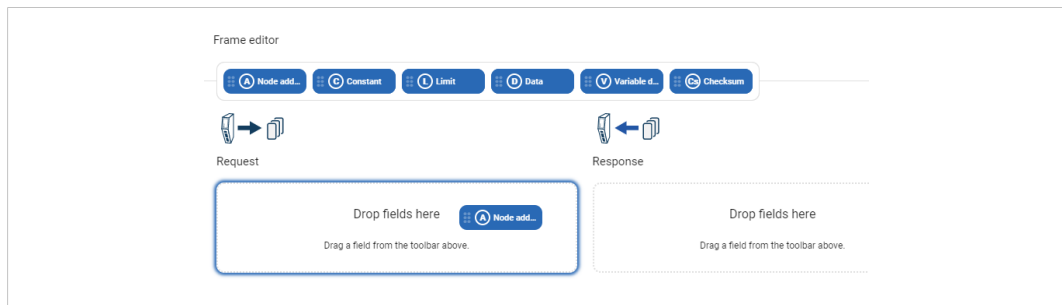 Frame editor
A Node add... C Constant L Limit D Data V Variable d... Cs Checksum
Request Response
Drop fields here A Node add... Drop fields here
Drag a field from the toolbar above. Drag a field from the toolbar above.